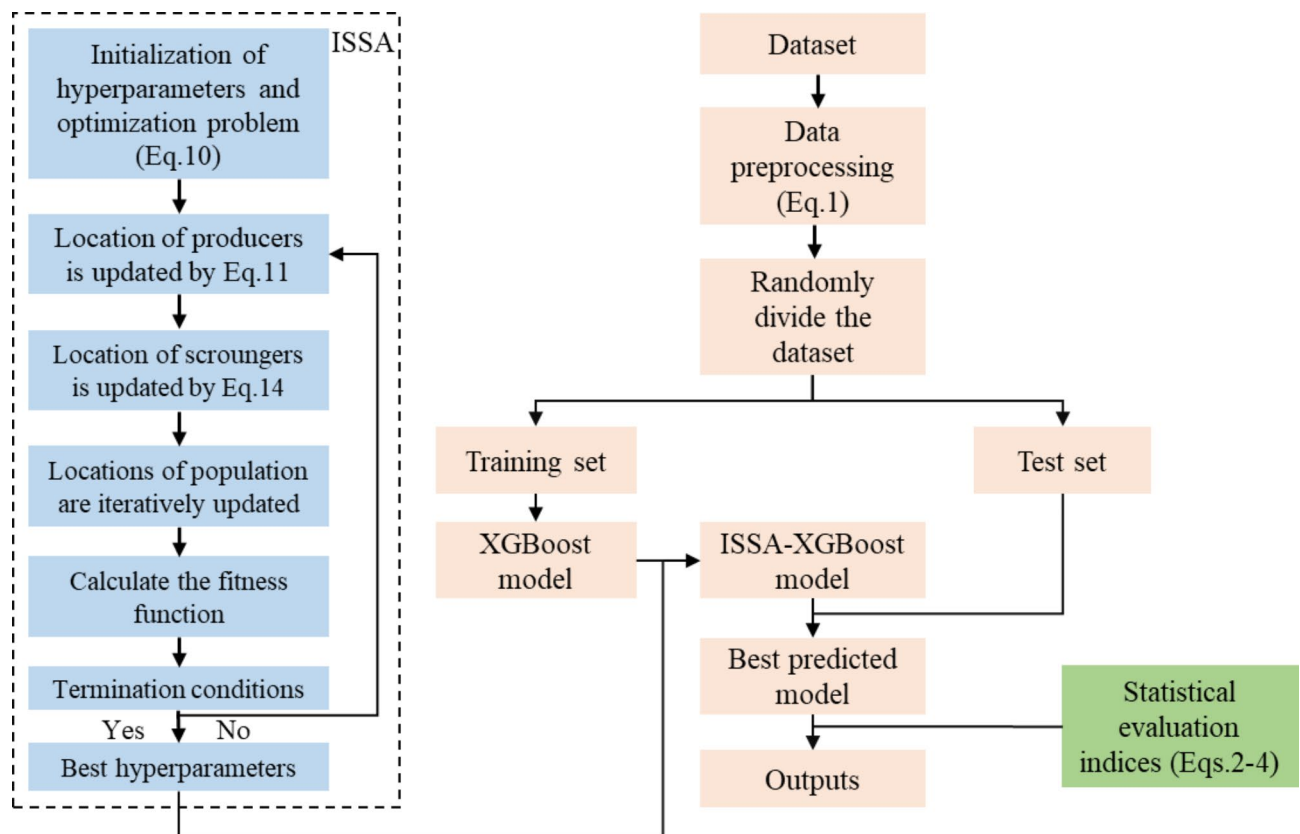 ISSA
Initialization of
hyperparameters and
optimization problem
(Eq.10)
Location of producers
is updated by Eq.11
Location of scroungers
is updated by Eq.14
Locations of population
are iteratively updated
Calculate the fitness
function
Termination conditions
Yes No
Best hyperparameters
Dataset
Data
preprocessing
(Eq.1)
Randomly
divide the
dataset
Training set
Test set
XGBoost
model
ISSA-XGBoost
model
Best predicted
model
Statistical
evaluation
indices (Eqs.2-4)
Outputs